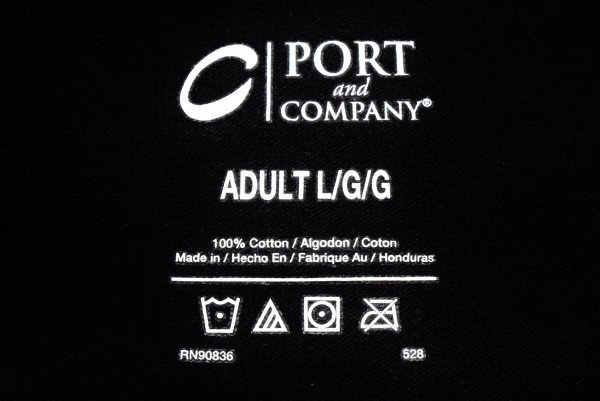 PORT
and
COMPANY®
ADULT L/G/G
100% Cotton / Algodon / Coton
Made in / Hecho En / Fabrique Au / Honduras
RN90836 528